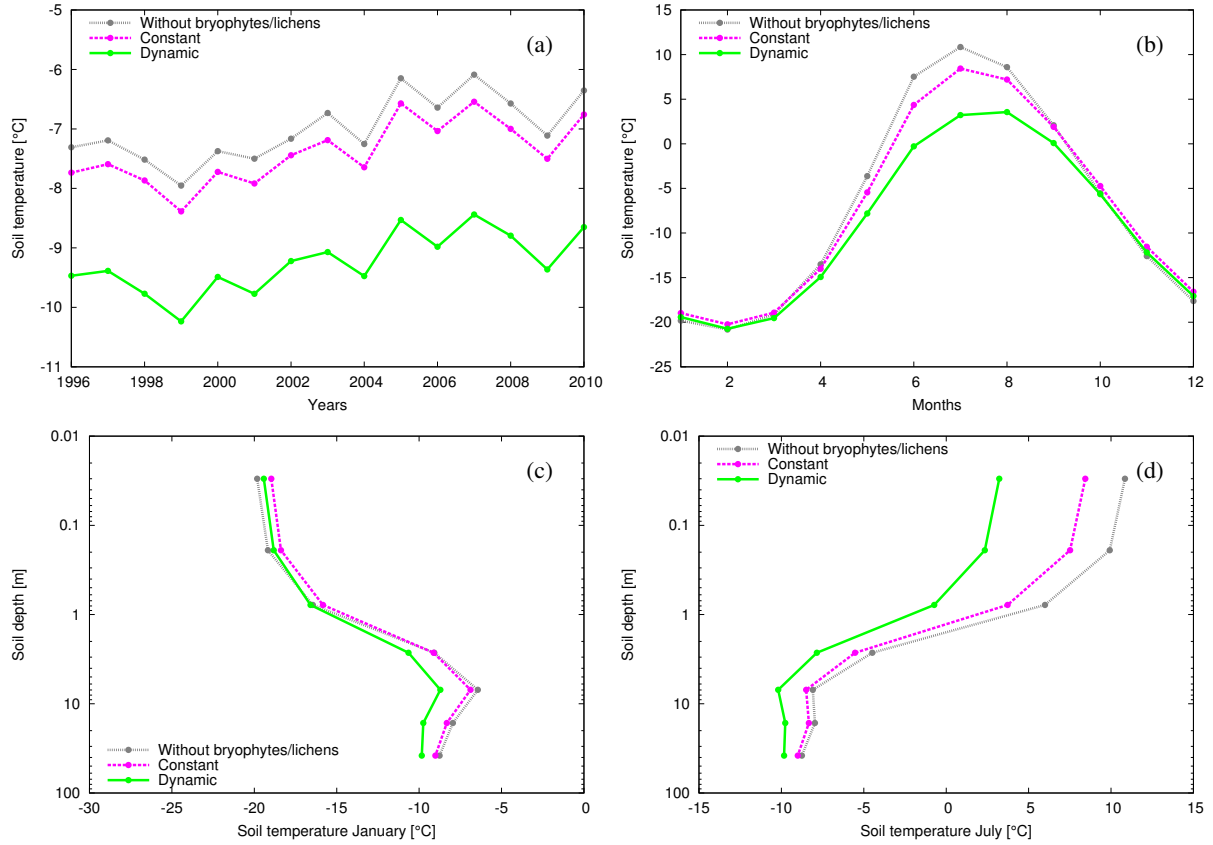 -5
-6
-7
-8
-9
-10
-11
Soil temperature [°C]
Without bryophytes/lichens
Constant
Dynamic
(a)
1996 1998 2000 2002 2004 2006 2008 2010
Years
15
10
5
0
-5
-10
-15
-20
-25
Soil temperature [°C]
Without bryophytes/lichens
Constant
Dynamic
(b)
2 4 6 8 10 12
Months
0.01
0.1
1
10
100
Soil depth [m]
(c)
Without bryophytes/lichens
Constant
Dynamic
-30 -25 -20 -15 -10 -5 0
Soil temperature January [°C]
0.01
0.1
1
10
100
Soil depth [m]
Without bryophytes/lichens
Constant
Dynamic
(d)
-15 -10 -5 0 5 10 15
Soil temperature July [°C]